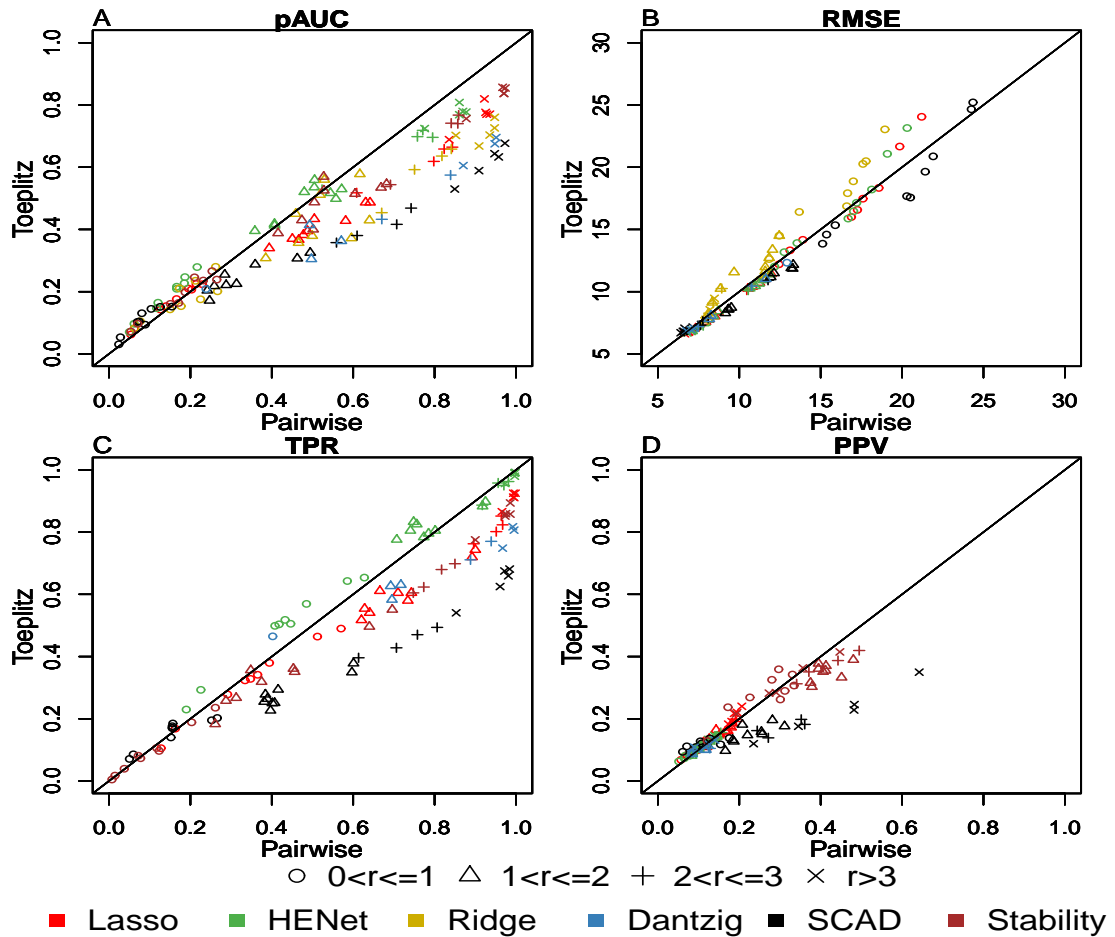 A
pAUC
1.0
0.8
0.6
0.4
0.2
0.0
Toeplitz
0.0 0.2 0.4 0.6 0.8 1.0
Pairwise
B
RMSE
30
25
20
15
10
5
Toeplitz
5 10 15 20 25 30
Pairwise
C
TPR
1.0
0.8
0.6
0.4
0.2
0.0
Toeplitz
0.0 0.2 0.4 0.6 0.8 1.0
Pairwise
D
PPV
1.0
0.8
0.6
0.4
0.2
0.0
Toeplitz
0.0 0.2 0.4 0.6 0.8 1.0
Pairwise
0<r<=1 1<r<=2 2<r<=3 r>3
Lasso HENet Ridge Dantzig SCAD Stability